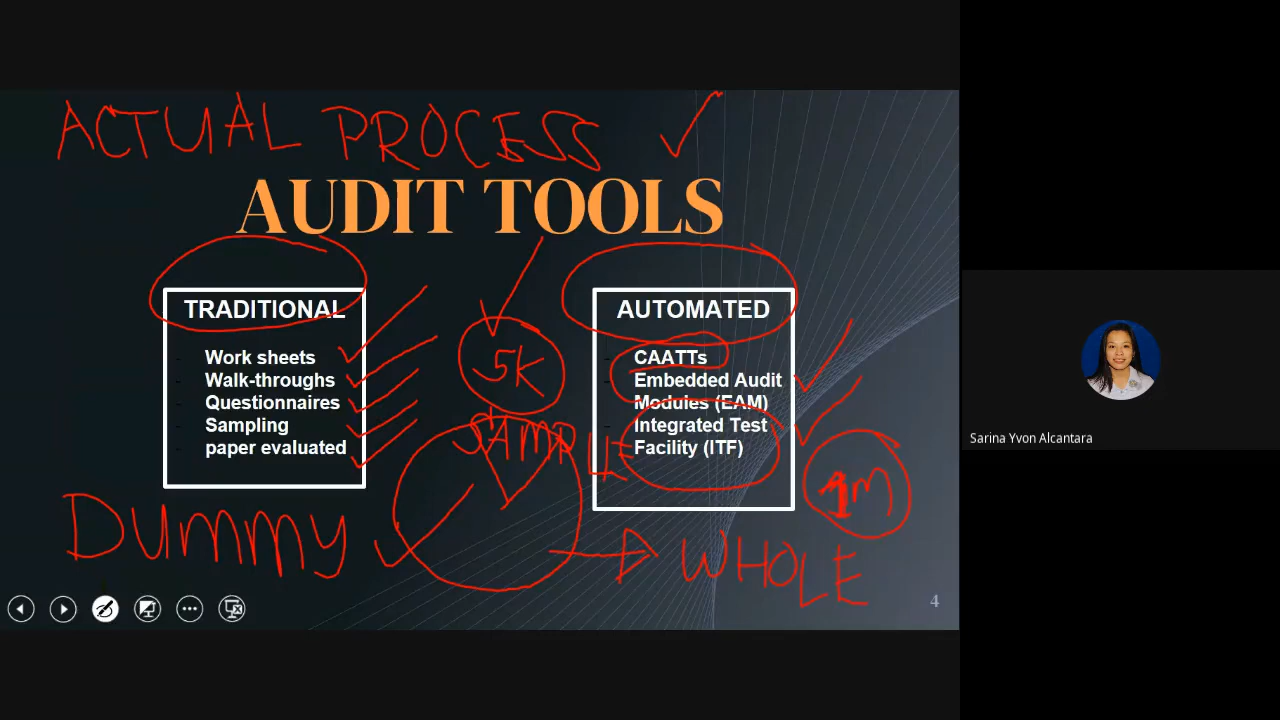 ACTUAL PROCESS
AUDIT TOOLS
TRADITIONAL
Work sheets
Walk-throughs
Questionnaires
Sampling
paper evaluated
5K
SAMPLE
AUTOMATED
CAATTs
Embedded Audit
Modules (EAM)
Integrated Test
Facility (ITF)
1M
DUMMY
WHOLE
4
Sarina Yvon Alcantara